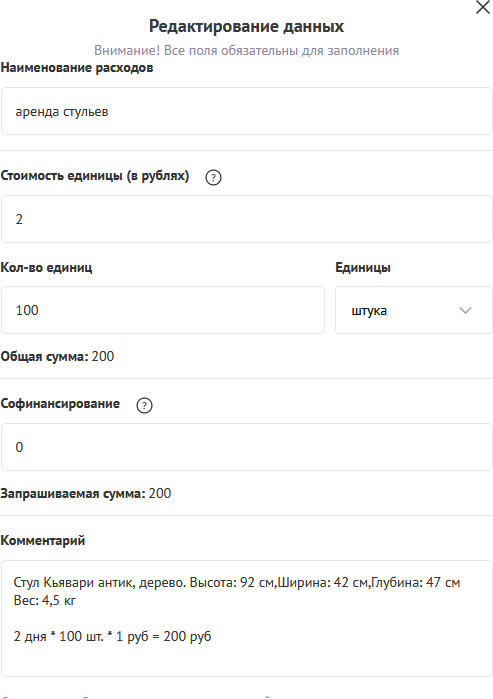 Редактирование данных
Внимание! Все поля обязательны для заполнения
Наименование расходов
аренда стульев
Стоимость единицы (в рублях) ?
2
Кол-во единиц Единицы
100 штука
Общая сумма: 200
Софинансирование ?
0
Запрашиваемая сумма: 200
Комментарий
Стул Кьявари антик, дерево. Высота: 92 см,Ширина: 42 см,Глубина: 47 см
Вес: 4,5 кг
2 дня * 100 шт. * 1 руб = 200 руб